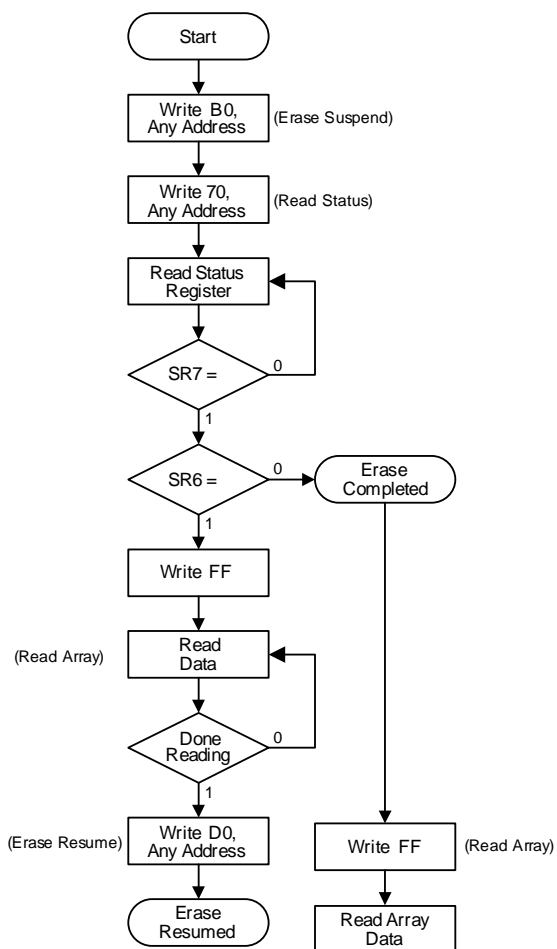 Start
Write B0,
Any Address
(Erase Suspend)
Write 70,
Any Address
(Read Status)
Read Status
Register
SR7 =
0
1
SR6 =
0
Erase
Completed
1
Write FF
(Read Array)
Read
Data
Done
Reading
0
1
(Erase Resume)
Write D0,
Any Address
Write FF
(Read Array)
Erase
Resumed
Read Array
Data